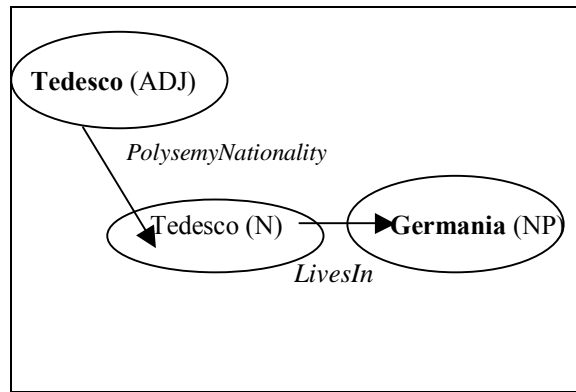 Tedesco (ADJ)
PolysemyNationality
Tedesco (N)
Germania (NP)
LivesIn